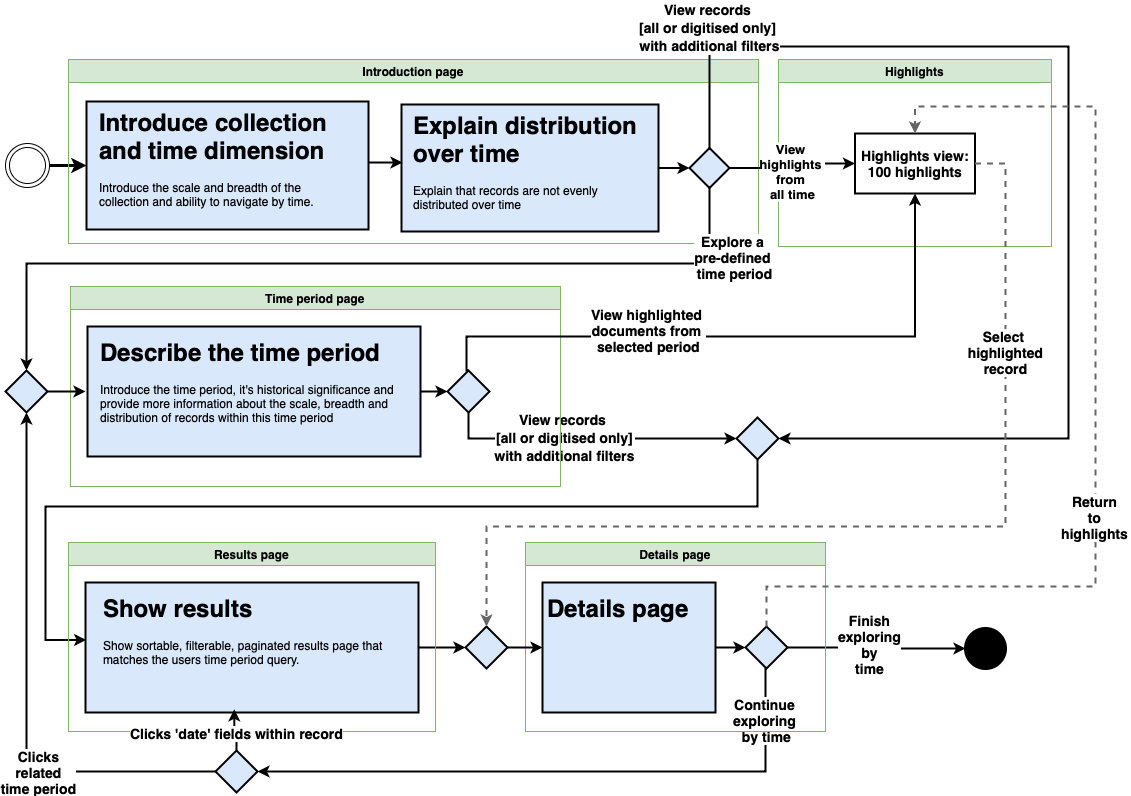 View records
[all or digitised only]
with additional filters
Introduction page
Highlights
Introduce collection
and time dimension
Introduce the scale and breadth of the
collection and ability to navigate by time.
Explain distribution
over time
Explain that records are not evenly
distributed over time
View
highlights
from
all time
Highlights view:
100 highlights
Explore a
pre-defined
time period
Time period page
Describe the time period
Introduce the time period, it's historical significance and
provide more information about the scale, breadth and
distribution of records within this time period
View highlighted
documents from
selected period
Select
highlighted
record
View records
[all or digitised only]
with additional filters
Return
to
highlights
Results page
Show results
Show sortable, filterable, paginated results page that
matches the users time period query.
Details page
Details page
Finish
exploring
by
time
Continue
exploring
by time
Clicks 'date' fields within record
Clicks
related
time period